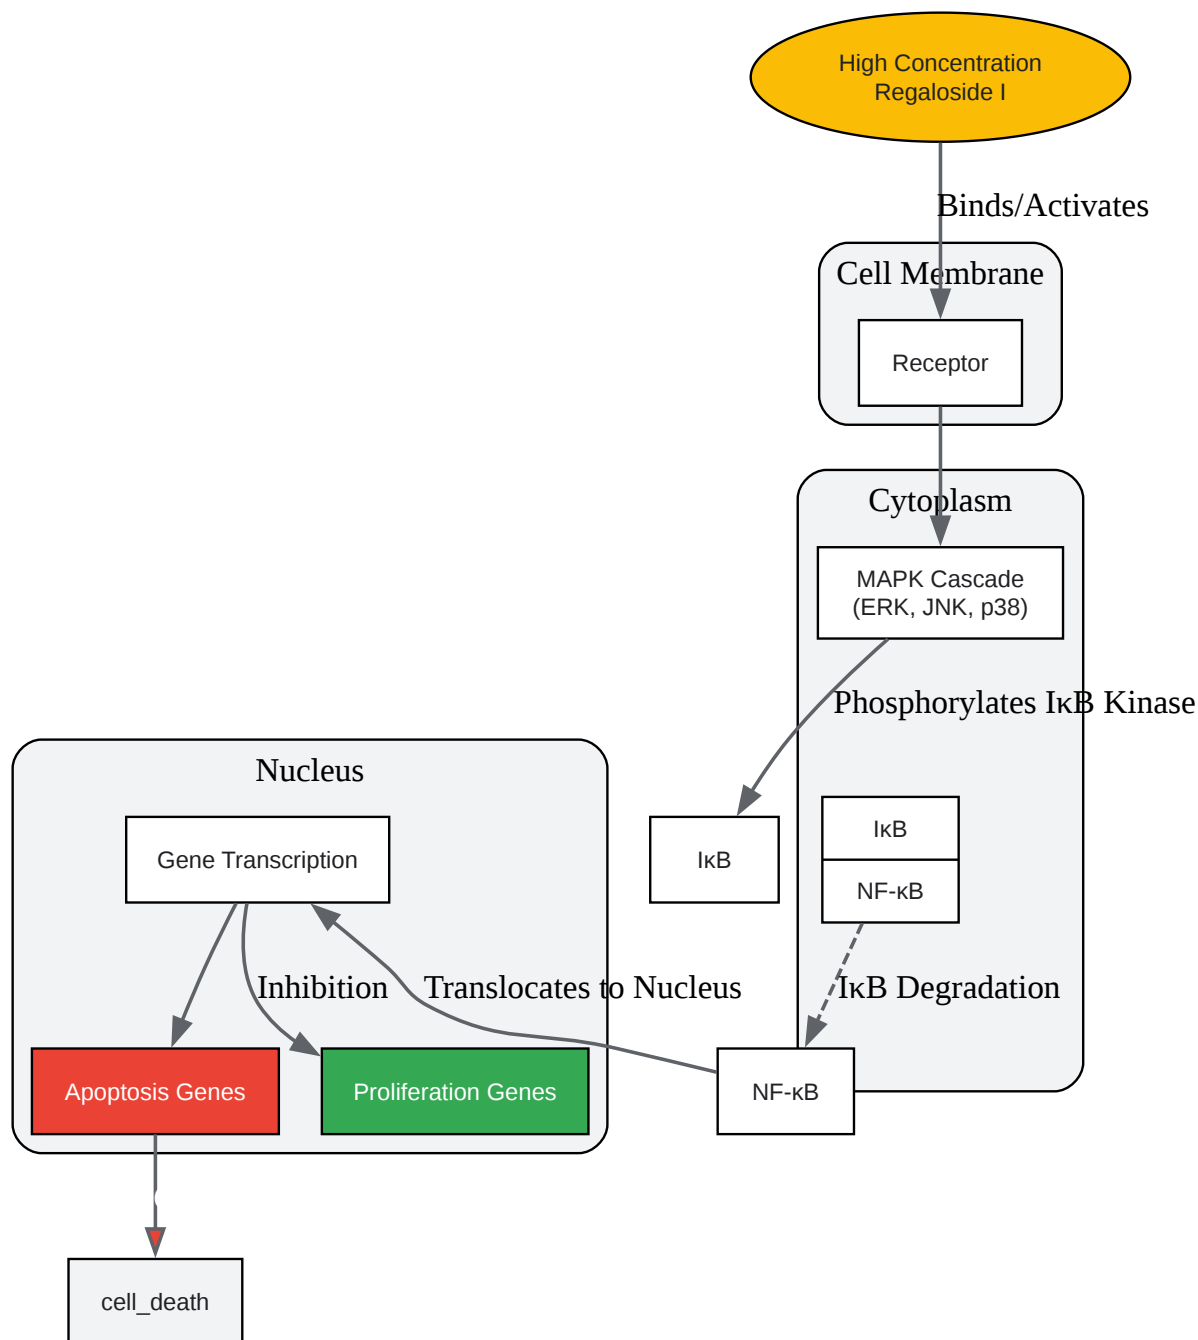 High Concentration
Regaloside I
Binds/Activates
Cell Membrane
Receptor
Cytoplasm
MAPK Cascade
(ERK, JNK, p38)
Phosphorylates IκB Kinase
Nucleus
Gene Transcription
IκB
IκB
NF-κB
Inhibition
Translocates to Nucleus
IκB Degradation
Apoptosis Genes
Proliferation Genes
NF-κB
cell_death